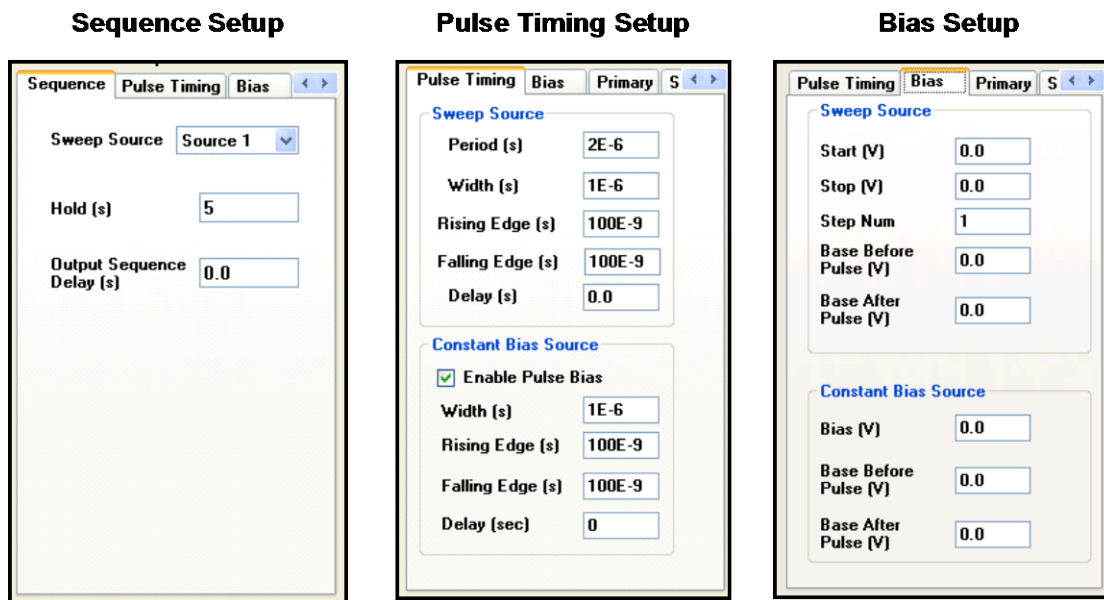 Sequence Setup
Sequence Pulse Timing Bias
Sweep Source Source 1
Hold (s) 5
Output Sequence
Delay (s) 0.0
Pulse Timing Setup
Pulse Timing Bias Primary S
Sweep Source
Period (s) 2E-6
Width (s) 1E-6
Rising Edge (s) 100E-9
Falling Edge (s) 100E-9
Delay (s) 0.0
Constant Bias Source
Enable Pulse Bias
Width (s) 1E-6
Rising Edge (s) 100E-9
Falling Edge (s) 100E-9
Delay (sec) 0
Bias Setup
Pulse Timing Bias Primary S
Sweep Source
Start (V) 0.0
Stop (V) 0.0
Step Num 1
Base Before
Pulse (V) 0.0
Base After
Pulse (V) 0.0
Constant Bias Source
Bias (V) 0.0
Base Before
Pulse (V) 0.0
Base After
Pulse (V) 0.0